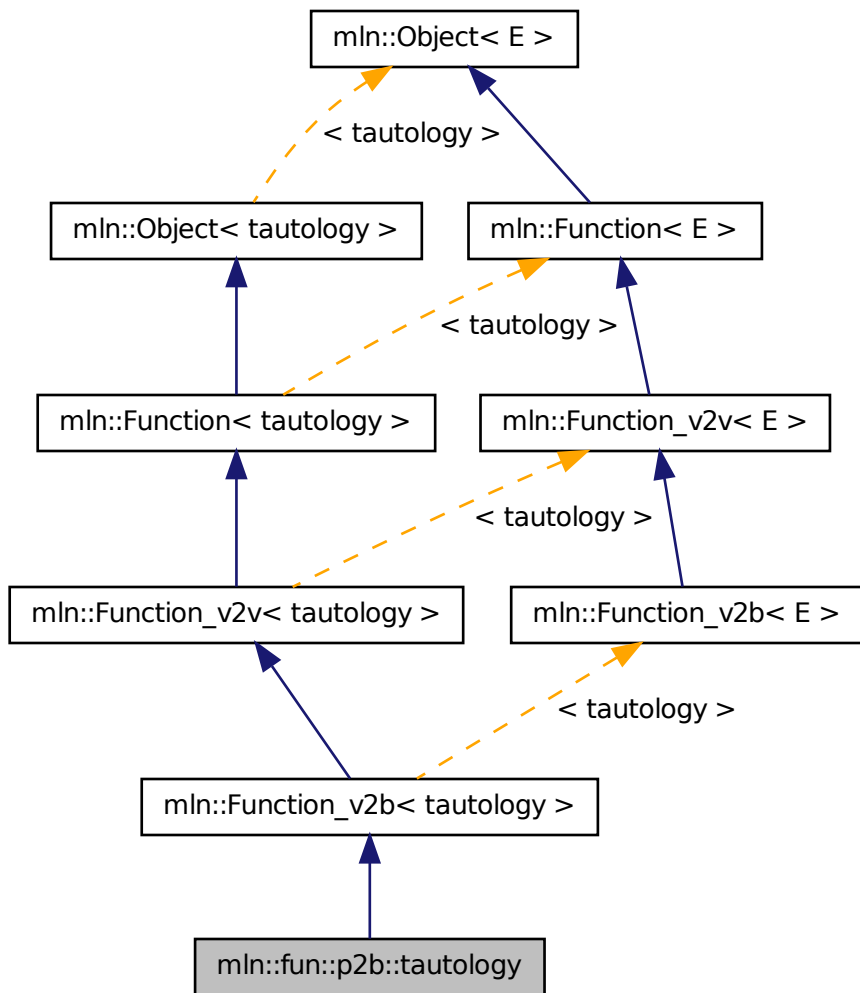 mln::Object< E >
< tautology >
mln::Object< tautology >
mln::Function< E >
< tautology >
mln::Function< tautology >
mln::Function_v2v< E >
< tautology >
mln::Function_v2v< tautology >
mln::Function_v2b< E >
< tautology >
mln::Function_v2b< tautology >
mln::fun::p2b::tautology